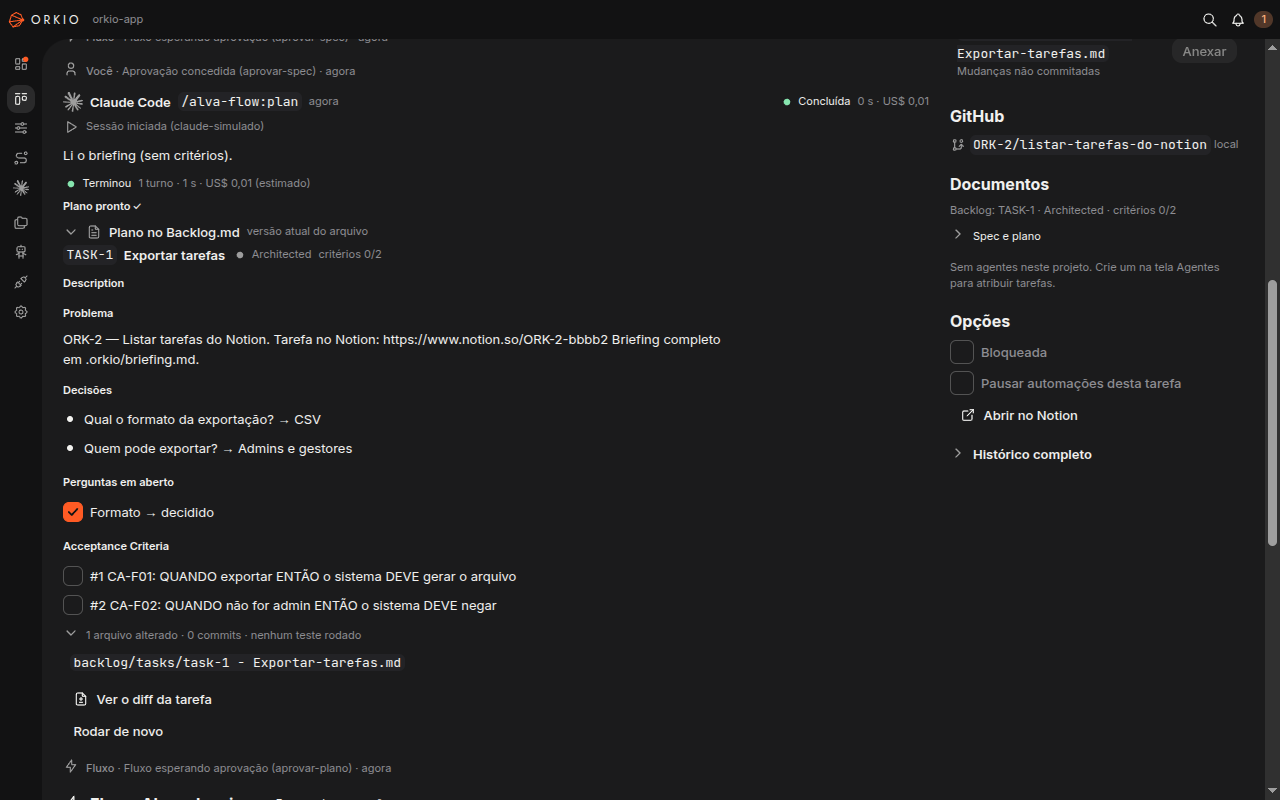 ORKIO orkio-app 1
Fluxo · Fluxo esperando aprovação (aprovar-spec) · agora
Você · Aprovação concedida (aprovar-spec) · agora
Claude Code /alva-flow:plan agora Concluída 0 s · US$ 0,01
Sessão iniciada (claude-simulado)
Li o briefing (sem critérios).
Terminou 1 turno · 1 s · US$ 0,01 (estimado)
Plano pronto ✓
Plano no Backlog.md versão atual do arquivo
TASK-1 Exportar tarefas Architected critérios 0/2
Description
Problema
ORK-2 — Listar tarefas do Notion. Tarefa no Notion: https://www.notion.so/ORK-2-bbbb2 Briefing completo
em .orkio/briefing.md.
Decisões
Qual o formato da exportação? → CSV
Quem pode exportar? → Admins e gestores
Perguntas em aberto
Formato → decidido
Acceptance Criteria
#1 CA-F01: QUANDO exportar ENTÃO o sistema DEVE gerar o arquivo
#2 CA-F02: QUANDO não for admin ENTÃO o sistema DEVE negar
1 arquivo alterado · 0 commits · nenhum teste rodado
backlog/tasks/task-1 - Exportar-tarefas.md
Ver o diff da tarefa
Rodar de novo
Fluxo · Fluxo esperando aprovação (aprovar-plano) · agora
Exportar-tarefas.md Anexar
Mudanças não commitadas
GitHub
ORK-2/listar-tarefas-do-notion local
Documentos
Backlog: TASK-1 · Architected · critérios 0/2
Spec e plano
Sem agentes neste projeto. Crie um na tela Agentes
para atribuir tarefas.
Opções
Bloqueada
Pausar automações desta tarefa
Abrir no Notion
Histórico completo